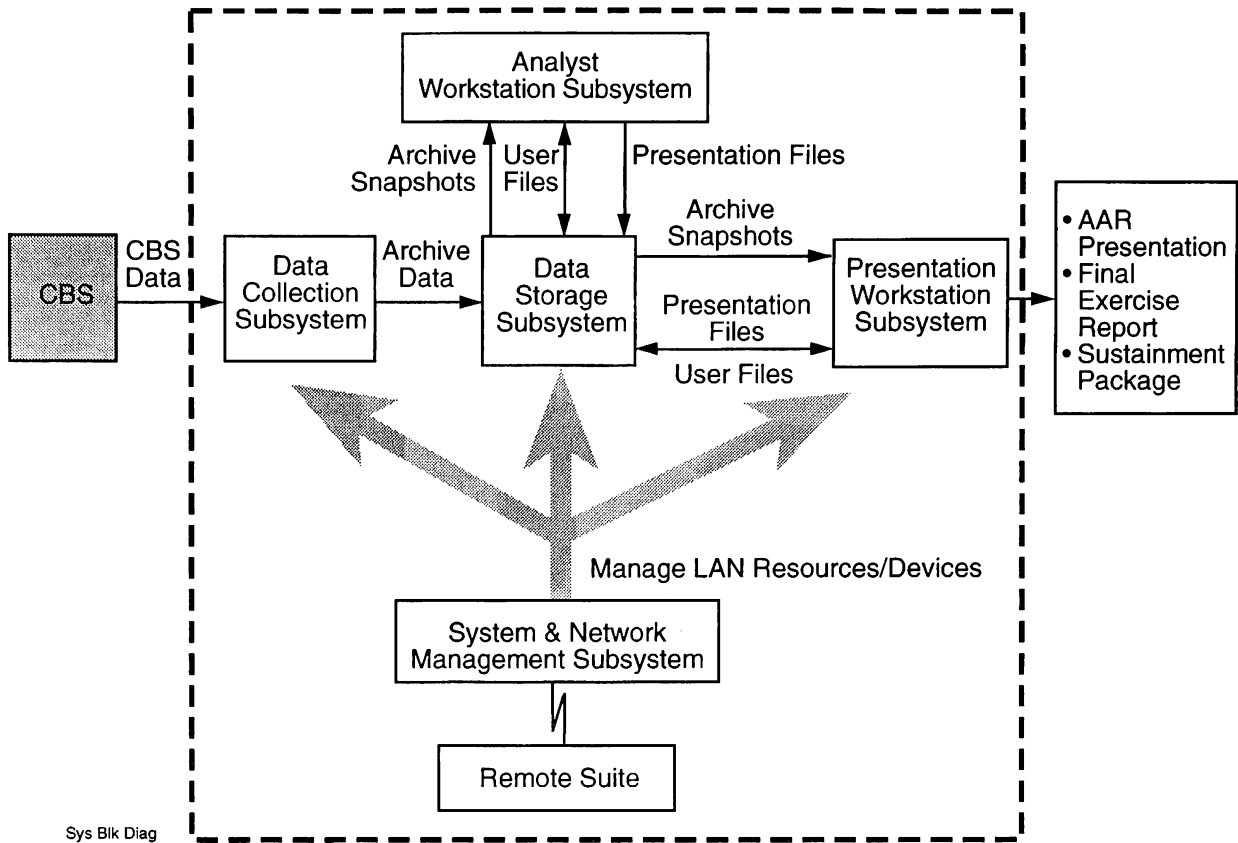 Analyst
Workstation Subsystem
Archive
Snapshots
User
Files
Presentation Files
CBS
CBS
Data
Data
Collection
Subsystem
Archive
Data
Data
Storage
Subsystem
Archive
Snapshots
Presentation
Files
User Files
Presentation
Workstation
Subsystem
• AAR
Presentation
• Final
Exercise
Report
• Sustainment
Package
Manage LAN Resources/Devices
System & Network
Management Subsystem
Remote Suite
Sys Blk Diag